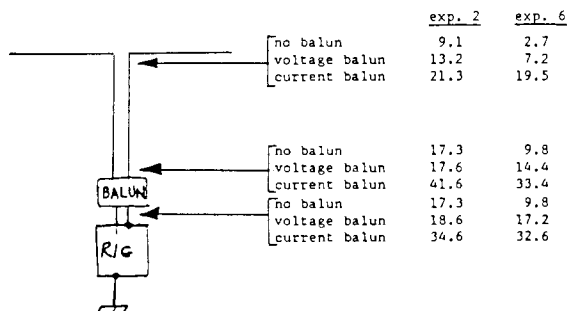 exp. 2 exp. 6
no balun 9.1 2.7
voltage balun 13.2 7.2
current balun 21.3 19.5
no balun 17.3 9.8
voltage balun 17.6 14.4
current balun 41.6 33.4
BALUN
no balun 17.3 9.8
voltage balun 18.6 17.2
current balun 34.6 32.6
RIG